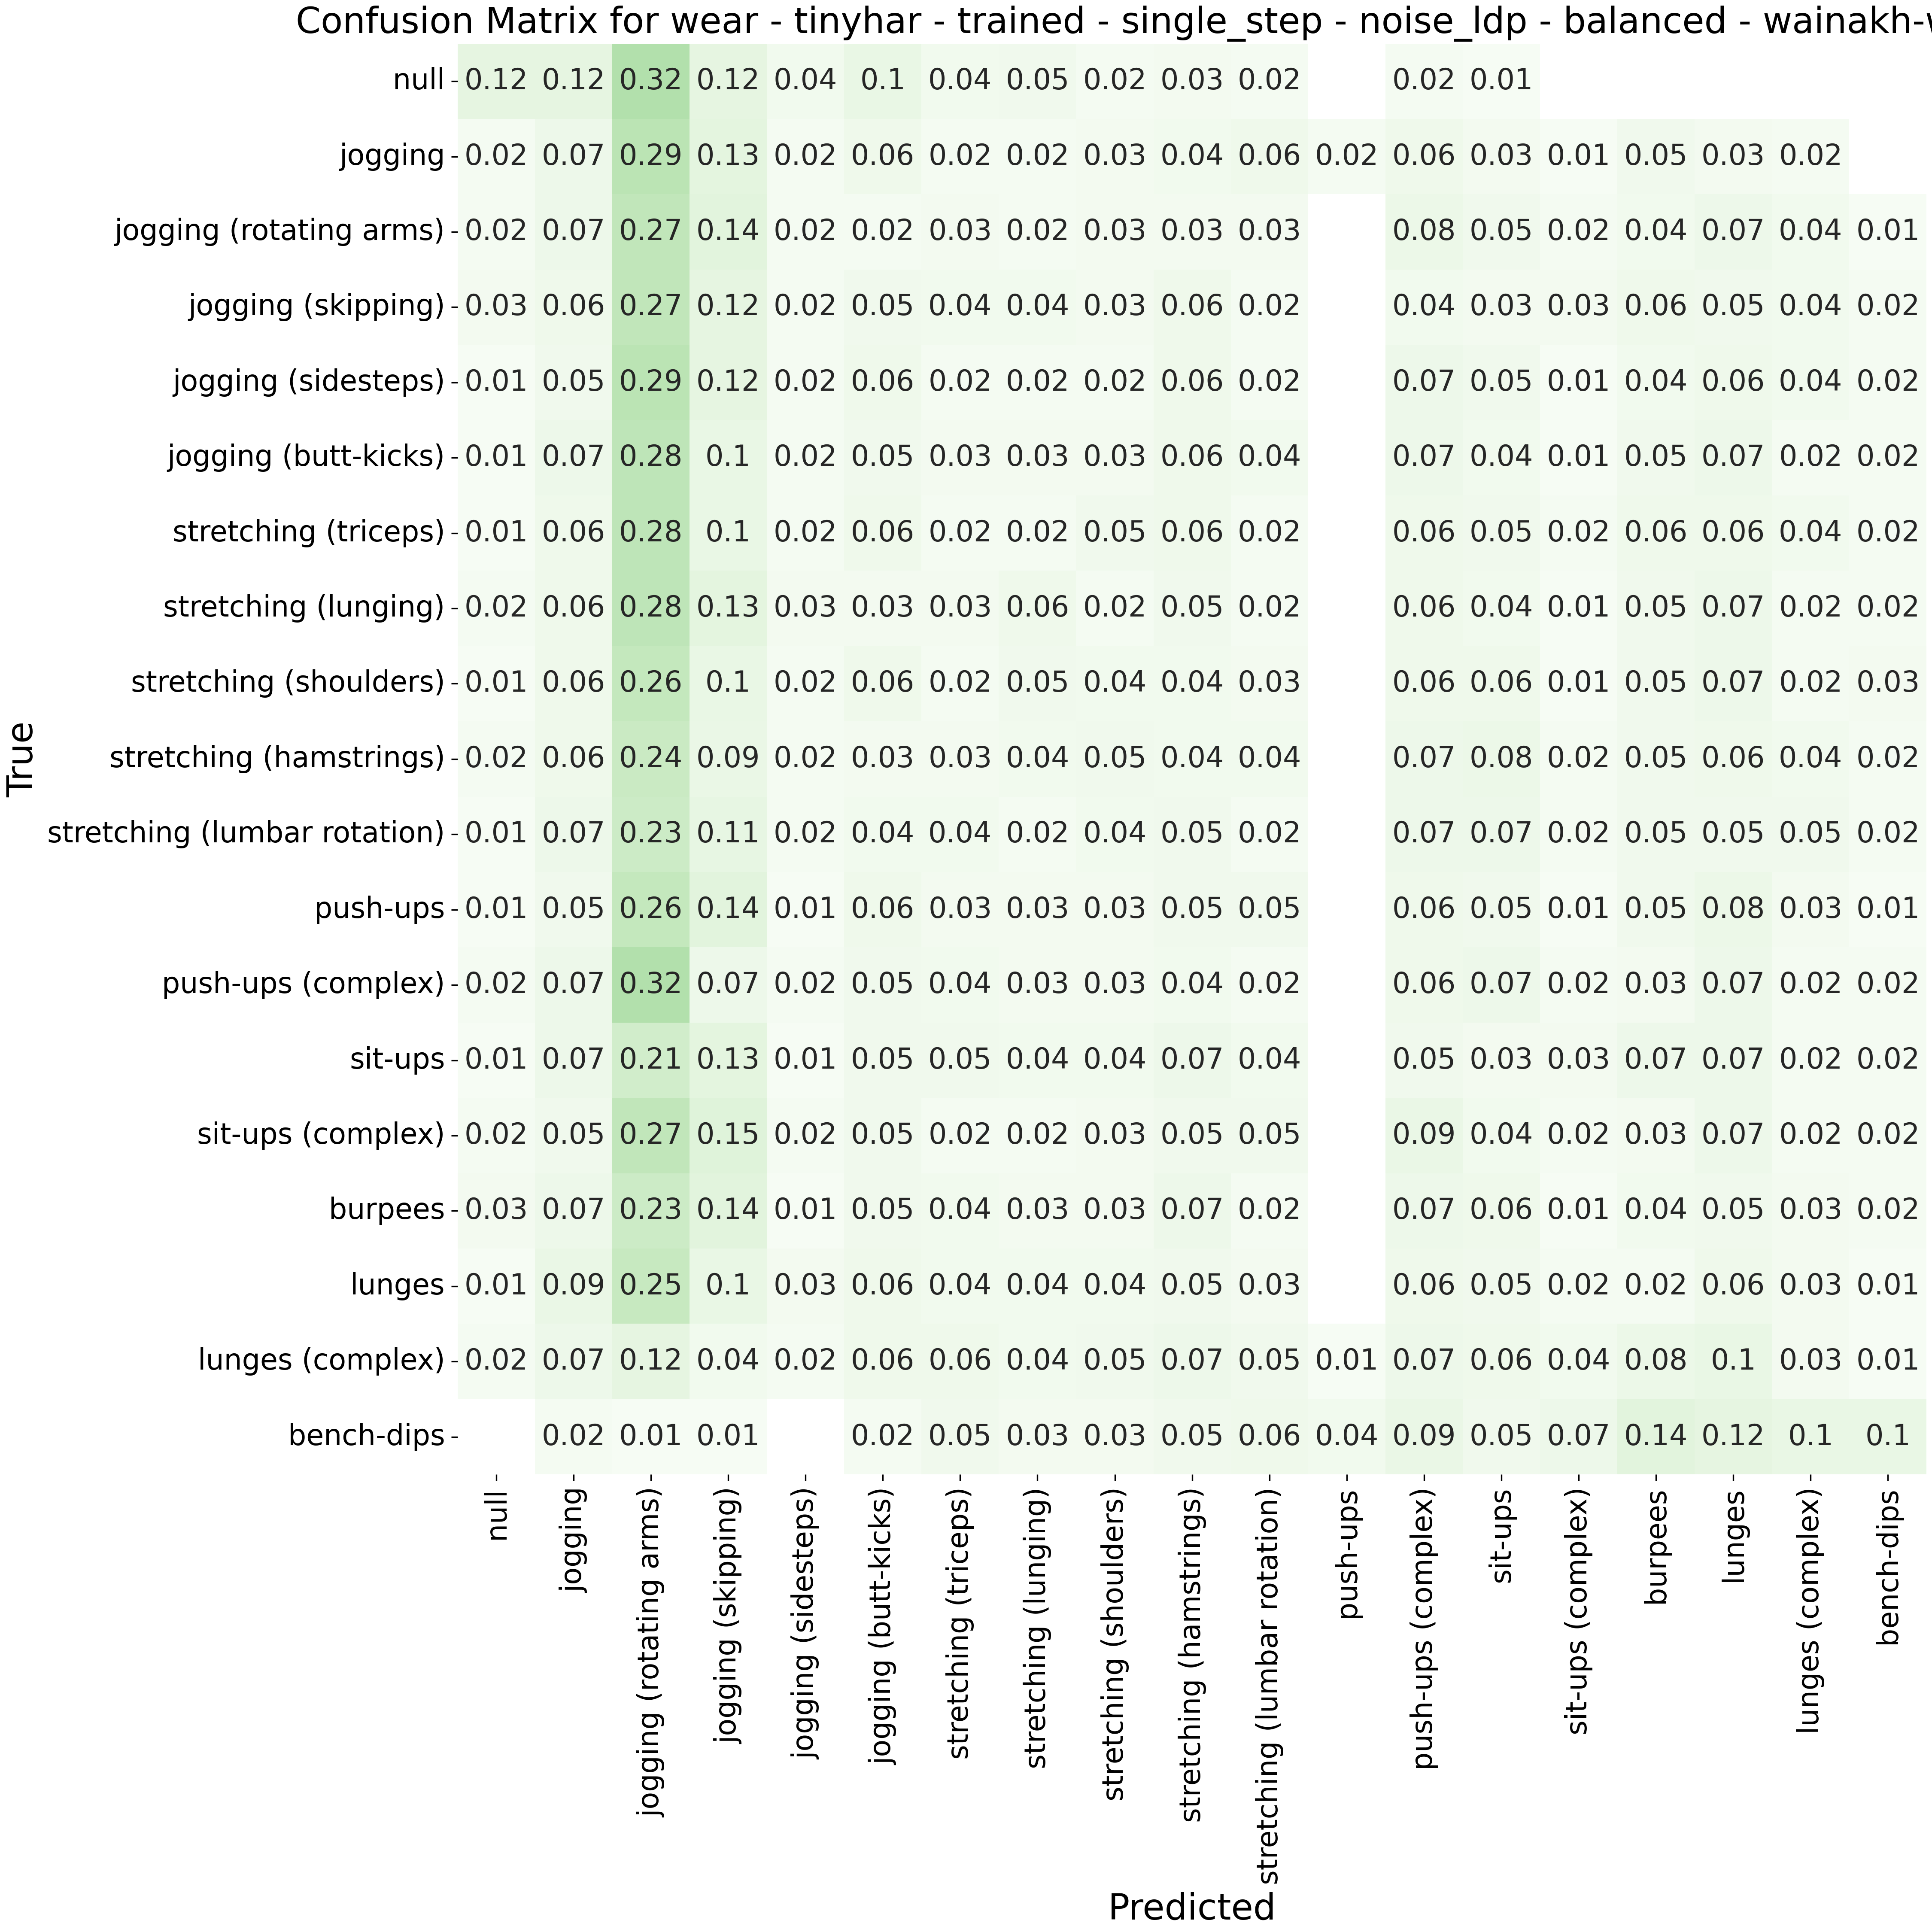 Confusion Matrix for wear - tinyhar - trained - single_step - noise_ldp - balanced - wainakh-
null 0.12 0.12 0.32 0.12 0.04 0.1 0.04 0.05 0.02 0.03 0.02 0.02 0.01
jogging 0.02 0.07 0.29 0.13 0.02 0.06 0.02 0.02 0.03 0.04 0.06 0.02 0.06 0.03 0.01 0.05 0.03 0.02
jogging (rotating arms) 0.02 0.07 0.27 0.14 0.02 0.02 0.03 0.02 0.03 0.03 0.03 0.08 0.05 0.02 0.04 0.07 0.04 0.01
jogging (skipping) 0.03 0.06 0.27 0.12 0.02 0.05 0.04 0.04 0.03 0.06 0.02 0.04 0.03 0.03 0.06 0.05 0.04 0.02
jogging (sidesteps) 0.01 0.05 0.29 0.12 0.02 0.06 0.02 0.02 0.02 0.06 0.02 0.07 0.05 0.01 0.04 0.06 0.04 0.02
jogging (butt-kicks) 0.01 0.07 0.28 0.1 0.02 0.05 0.03 0.03 0.03 0.06 0.04 0.07 0.04 0.01 0.05 0.07 0.02 0.02
stretching (triceps) 0.01 0.06 0.28 0.1 0.02 0.06 0.02 0.02 0.05 0.06 0.02 0.06 0.05 0.02 0.06 0.06 0.04 0.02
stretching (lunging) 0.02 0.06 0.28 0.13 0.03 0.03 0.03 0.06 0.02 0.05 0.02 0.06 0.04 0.01 0.05 0.07 0.02 0.02
stretching (shoulders) 0.01 0.06 0.26 0.1 0.02 0.06 0.02 0.05 0.04 0.04 0.03 0.06 0.06 0.01 0.05 0.07 0.02 0.03
stretching (hamstrings) 0.02 0.06 0.24 0.09 0.02 0.03 0.03 0.04 0.05 0.04 0.04 0.07 0.08 0.02 0.05 0.06 0.04 0.02
stretching (lumbar rotation) 0.01 0.07 0.23 0.11 0.02 0.04 0.04 0.02 0.04 0.05 0.02 0.07 0.07 0.02 0.05 0.05 0.05 0.02
push-ups 0.01 0.05 0.26 0.14 0.01 0.06 0.03 0.03 0.03 0.05 0.05 0.06 0.05 0.01 0.05 0.08 0.03 0.01
push-ups (complex) 0.02 0.07 0.32 0.07 0.02 0.05 0.04 0.03 0.03 0.04 0.02 0.06 0.07 0.02 0.03 0.07 0.02 0.02
sit-ups 0.01 0.07 0.21 0.13 0.01 0.05 0.05 0.04 0.04 0.07 0.04 0.05 0.03 0.03 0.07 0.07 0.02 0.02
sit-ups (complex) 0.02 0.05 0.27 0.15 0.02 0.05 0.02 0.02 0.03 0.05 0.05 0.09 0.04 0.02 0.03 0.07 0.02 0.02
burpees 0.03 0.07 0.23 0.14 0.01 0.05 0.04 0.03 0.03 0.07 0.02 0.07 0.06 0.01 0.04 0.05 0.03 0.02
lunges 0.01 0.09 0.25 0.1 0.03 0.06 0.04 0.04 0.04 0.05 0.03 0.06 0.05 0.02 0.02 0.06 0.03 0.01
lunges (complex) 0.02 0.07 0.12 0.04 0.02 0.06 0.06 0.04 0.05 0.07 0.05 0.01 0.07 0.06 0.04 0.08 0.1 0.03 0.01
bench-dips 0.02 0.01 0.01 0.02 0.05 0.03 0.03 0.05 0.06 0.04 0.09 0.05 0.07 0.14 0.12 0.1 0.1
True
null
jogging
jogging (rotating arms)
jogging (skipping)
jogging (sidesteps)
jogging (butt-kicks)
stretching (triceps)
stretching (lunging)
stretching (shoulders)
stretching (hamstrings)
stretching (lumbar rotation)
push-ups
push-ups (complex)
sit-ups
sit-ups (complex)
burpees
lunges
lunges (complex)
bench-dips
Predicted